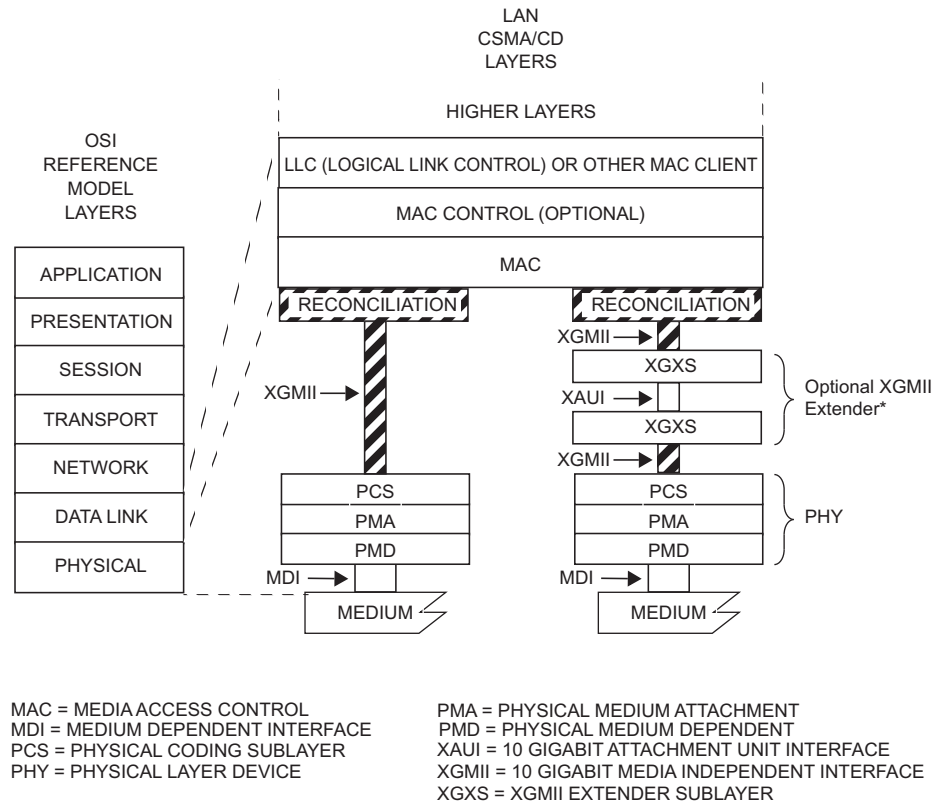 LAN
CSMA/CD
LAYERS
HIGHER LAYERS
OSI
REFERENCE
MODEL
LAYERS
LLC (LOGICAL LINK CONTROL) OR OTHER MAC CLIENT
MAC CONTROL (OPTIONAL)
MAC
APPLICATION
PRESENTATION
SESSION
TRANSPORT
NETWORK
DATA LINK
PHYSICAL
RECONCILIATION
XGMII
PCS
PMA
PMD
MDI
MEDIUM
RECONCILIATION
XGMII
XGXS
XAUI
XGXS
XGMII
Optional XGMII
Extender*
PCS
PMA
PMD
PHY
MDI
MEDIUM
MAC = MEDIA ACCESS CONTROL
MDI = MEDIUM DEPENDENT INTERFACE
PCS = PHYSICAL CODING SUBLAYER
PHY = PHYSICAL LAYER DEVICE
PMA = PHYSICAL MEDIUM ATTACHMENT
PMD = PHYSICAL MEDIUM DEPENDENT
XAUI = 10 GIGABIT ATTACHMENT UNIT INTERFACE
XGMII = 10 GIGABIT MEDIA INDEPENDENT INTERFACE
XGXS = XGMII EXTENDER SUBLAYER